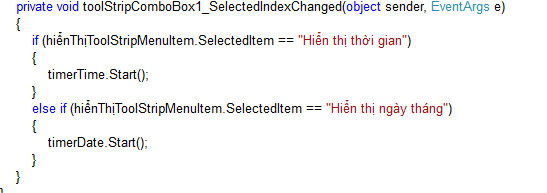 private void toolStripComboBox1_SelectedIndexChanged(object sender, EventArgs e)
{
if (hiểnThịToolStripMenuItem.SelectedItem == "Hiển thị thời gian")
{
timerTime.Start();
}
else if (hiểnThịToolStripMenuItem.SelectedItem == "Hiển thị ngày tháng")
{
timerDate.Start();
}
}